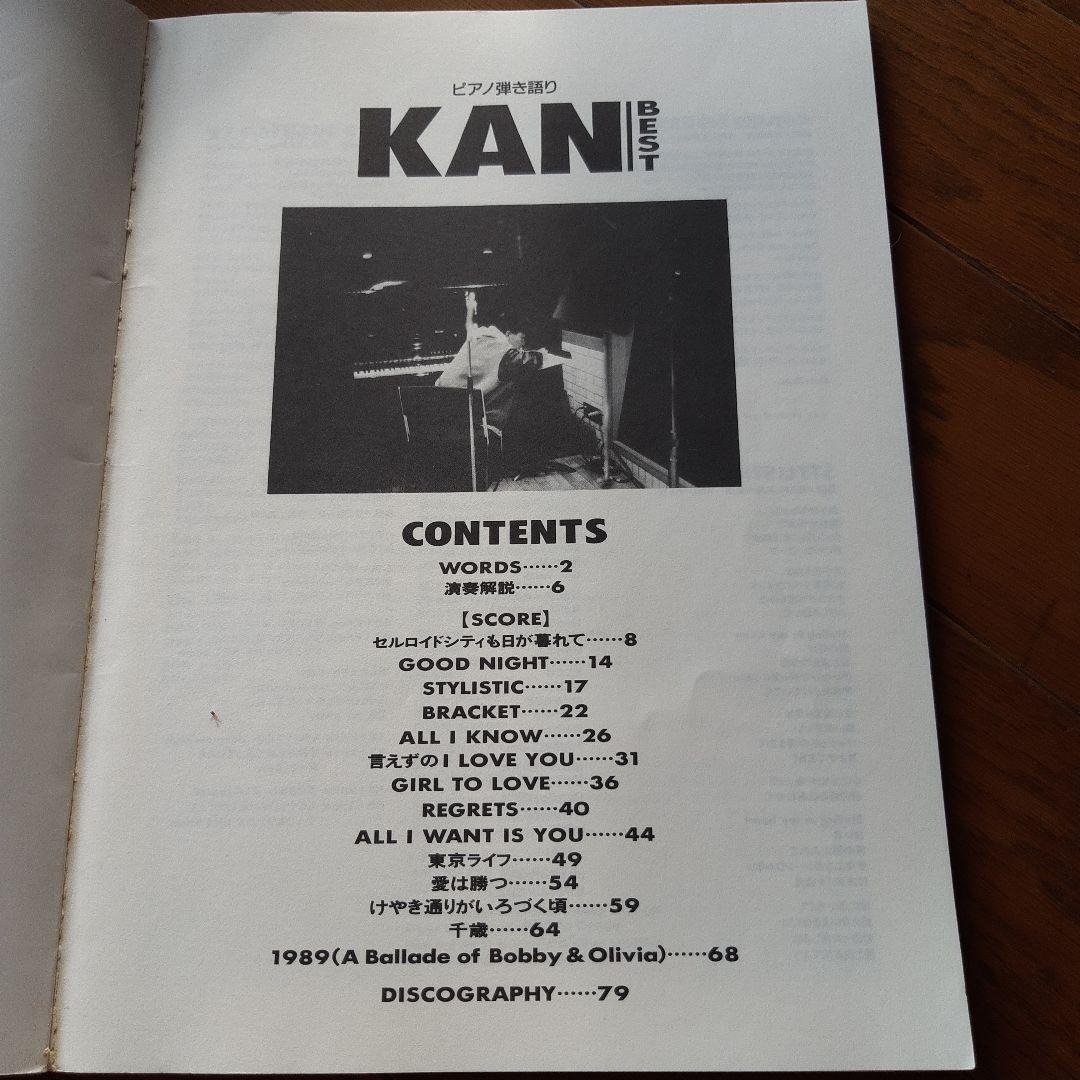 ピアノ弾き語り
KAN BEST
CONTENTS
WORDS……2
演奏解説……6
【SCORE】
セルロイドシティも日が暮れて……8
GOOD NIGHT……14
STYLISTIC……17
BRACKET……22
ALL I KNOW……26
言えずのI LOVE YOU……31
GIRL TO LOVE……36
REGRETS……40
ALL I WANT IS YOU……44
東京ライフ……49
愛は勝つ……54
けやき通りがいろづく頃……59
千歳……64
1989(A Ballade of Bobby & Olivia)……68
DISCOGRAPHY……79